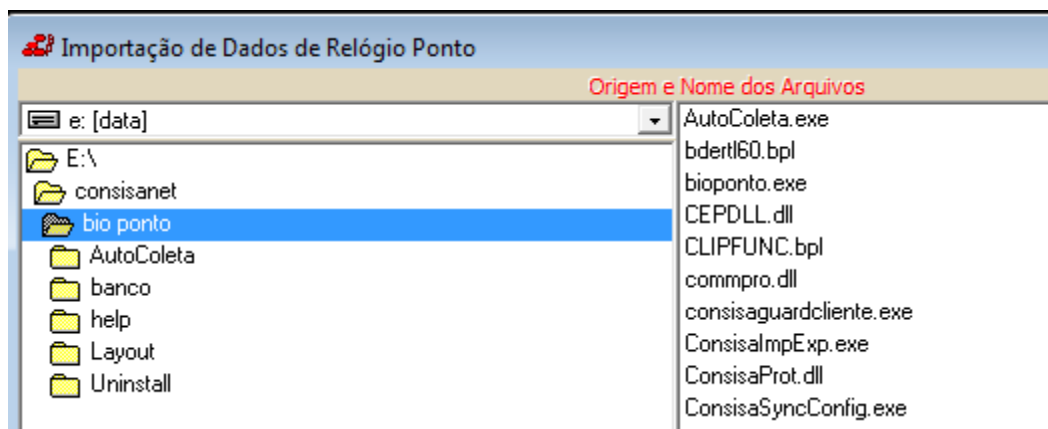 Importação de Dados de Relógio Ponto
Origem e Nome dos Arquivos
e: [data]
E:\
consisanet
bio ponto
AutoColeta
banco
help
Layout
Uninstall
AutoColeta.exe
bdertl60.bpl
bioponto.exe
CEPDLL.dll
CLIPFUNC.bpl
commpro.dll
consisaguardcliente.exe
ConsisaImpExp.exe
ConsisaProt.dll
ConsisaSyncConfig.exe